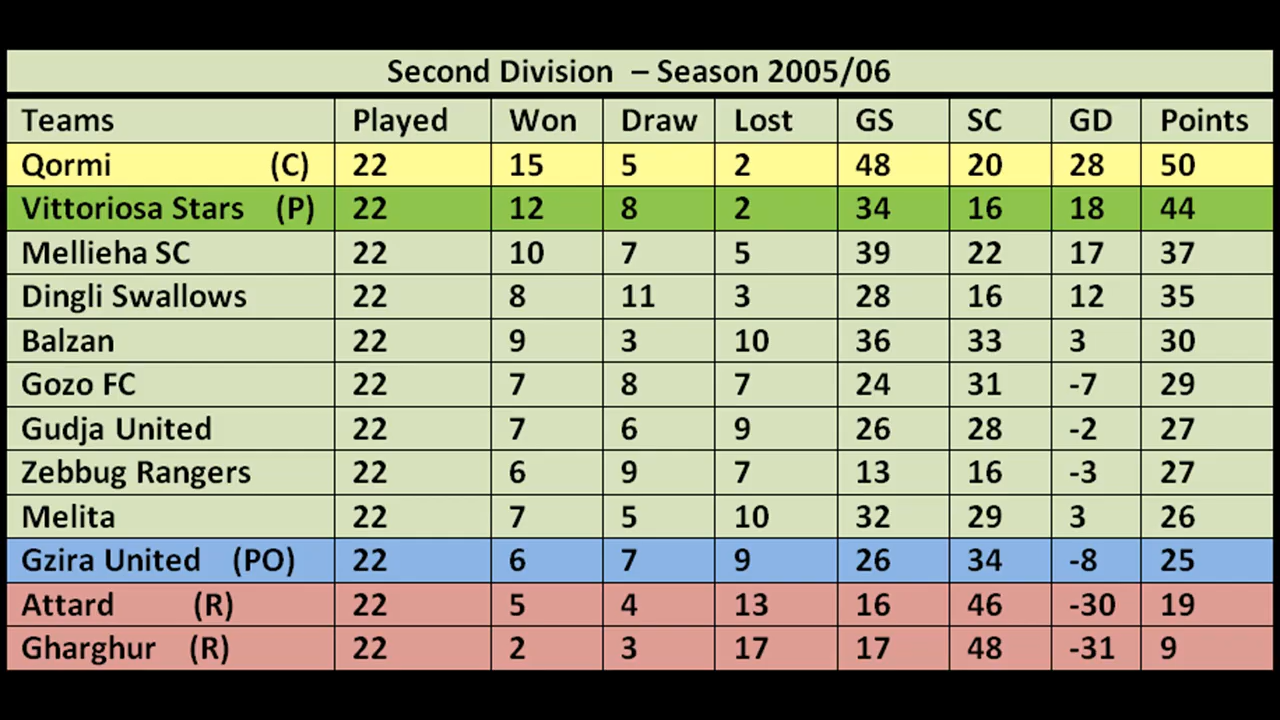 Second Division – Season 2005/06
Teams Played Won Draw Lost GS SC GD Points
Qormi (C) 22 15 5 2 48 20 28 50
Vittoriosa Stars (P) 22 12 8 2 34 16 18 44
Mellieha SC 22 10 7 5 39 22 17 37
Dingli Swallows 22 8 11 3 28 16 12 35
Balzan 22 9 3 10 36 33 3 30
Gozo FC 22 7 8 7 24 31 -7 29
Gudja United 22 7 6 9 26 28 -2 27
Zebbug Rangers 22 6 9 7 13 16 -3 27
Melita 22 7 5 10 32 29 3 26
Gzira United (PO) 22 6 7 9 26 34 -8 25
Attard (R) 22 5 4 13 16 46 -30 19
Gharghur (R) 22 2 3 17 17 48 -31 9